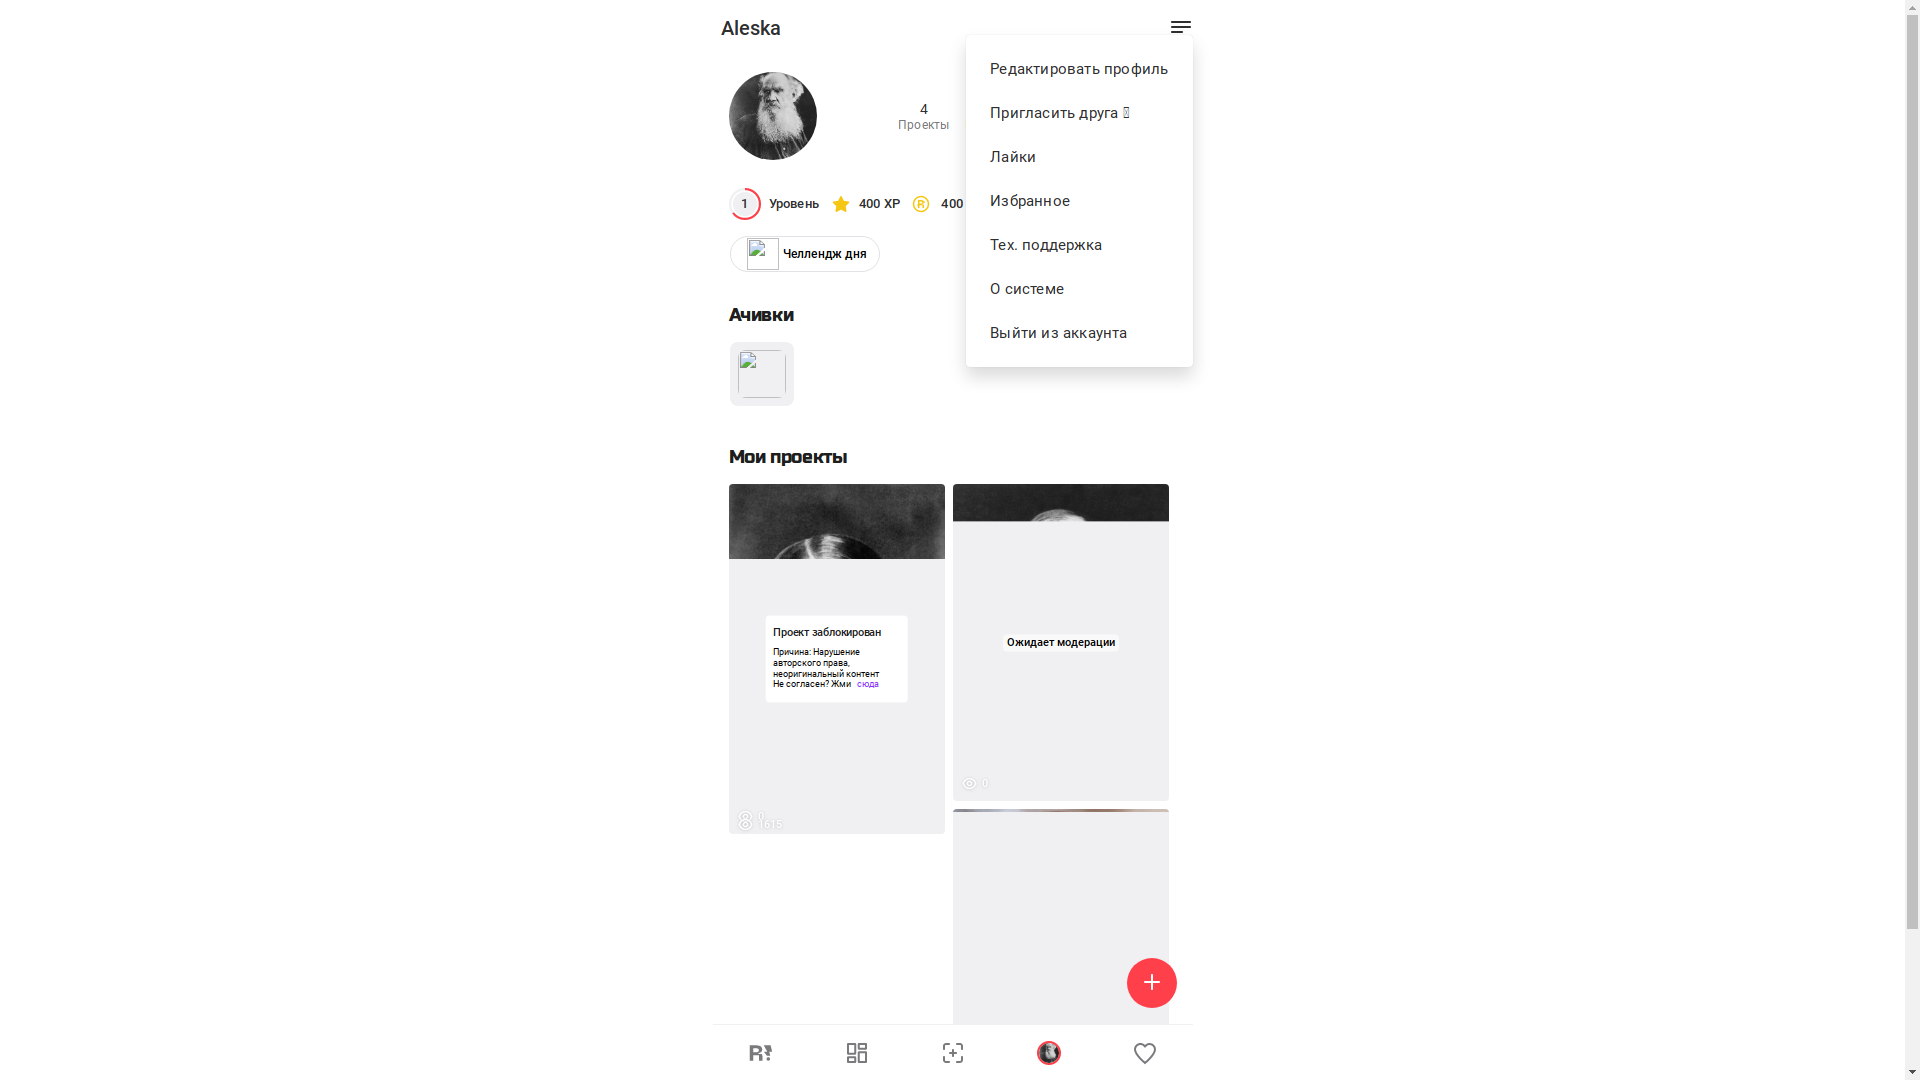 Aleska
4
Проекты
1
Уровень
400 XP
400
Челлендж дня
Редактировать профиль
Пригласить друга
Лайки
Избранное
Тех. поддержка
О системе
Выйти из аккаунта
Ачивки
Мои проекты
Проект заблокирован
Причина: Нарушение
авторского права,
неоригинальный контент
Не согласен? Жми сюда
Ожидает модерации
0
0
1615
R